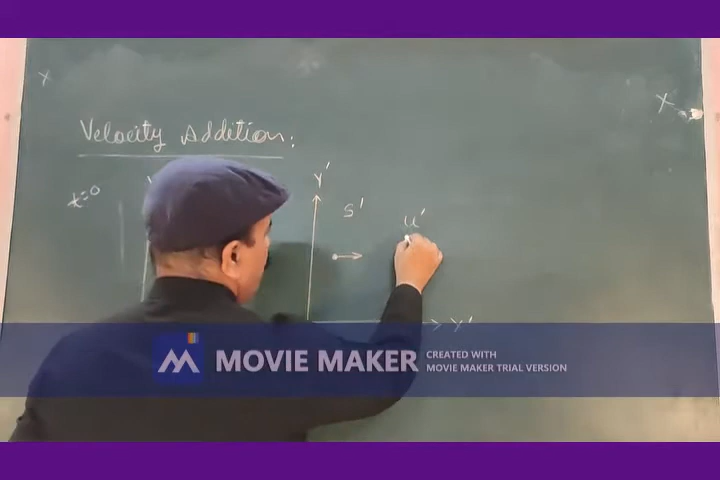 x
x
Velocity Addition:
t=0
Y'
S'
u'
MOVIE MAKER
CREATED WITH
MOVIE MAKER TRIAL VERSION